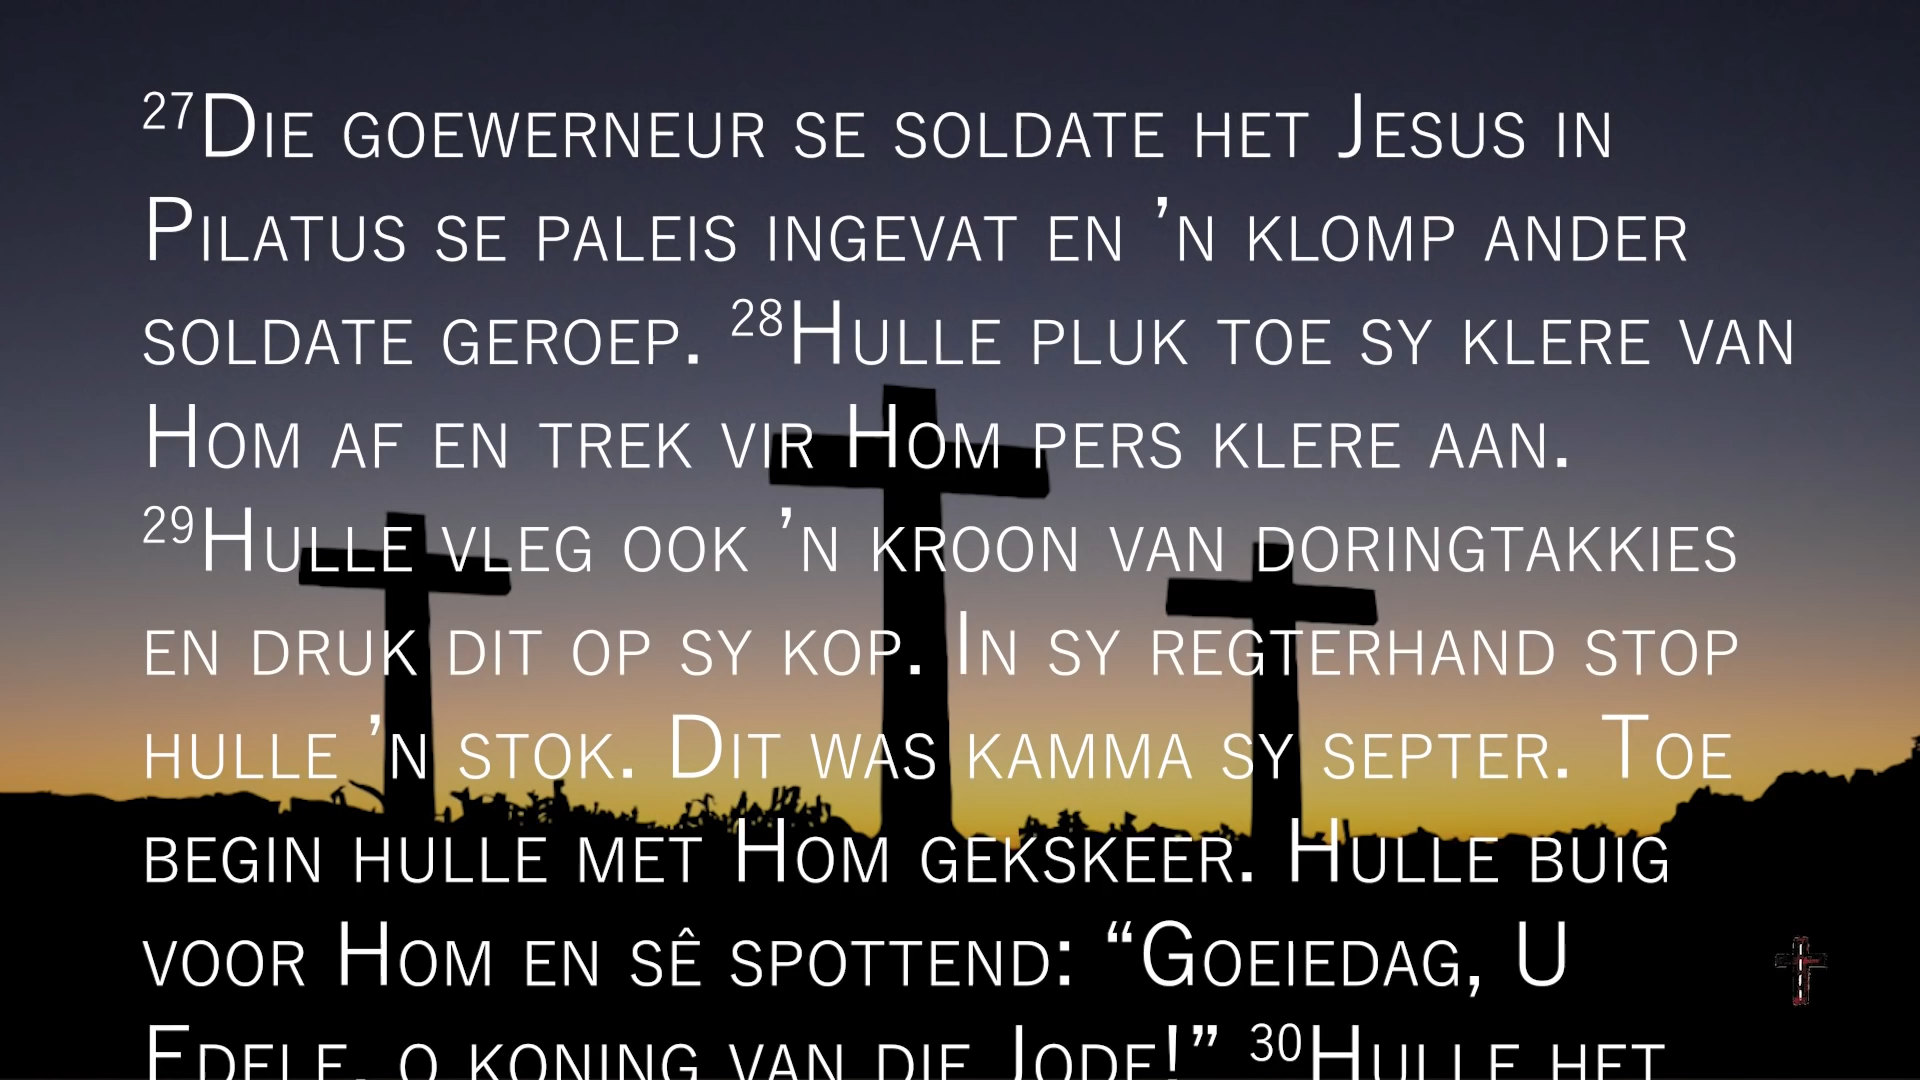 ²⁷Die goewerneur se soldate het Jesus in
Pilatus se paleis ingevat en ’n klomp ander
soldate geroep. ²⁸Hulle pluk toe sy klere van
Hom af en trek vir Hom pers klere aan.
²⁹Hulle vleg ook ’n kroon van doringtakkies
en druk dit op sy kop. In sy regterhand stop
hulle ’n stok. Dit was kamma sy septer. Toe
begin hulle met Hom gekskeer. Hulle buig
voor Hom en sê spottend: “Goeiedag, U
Edele, o koning van die Jode!” ³⁰Hulle het